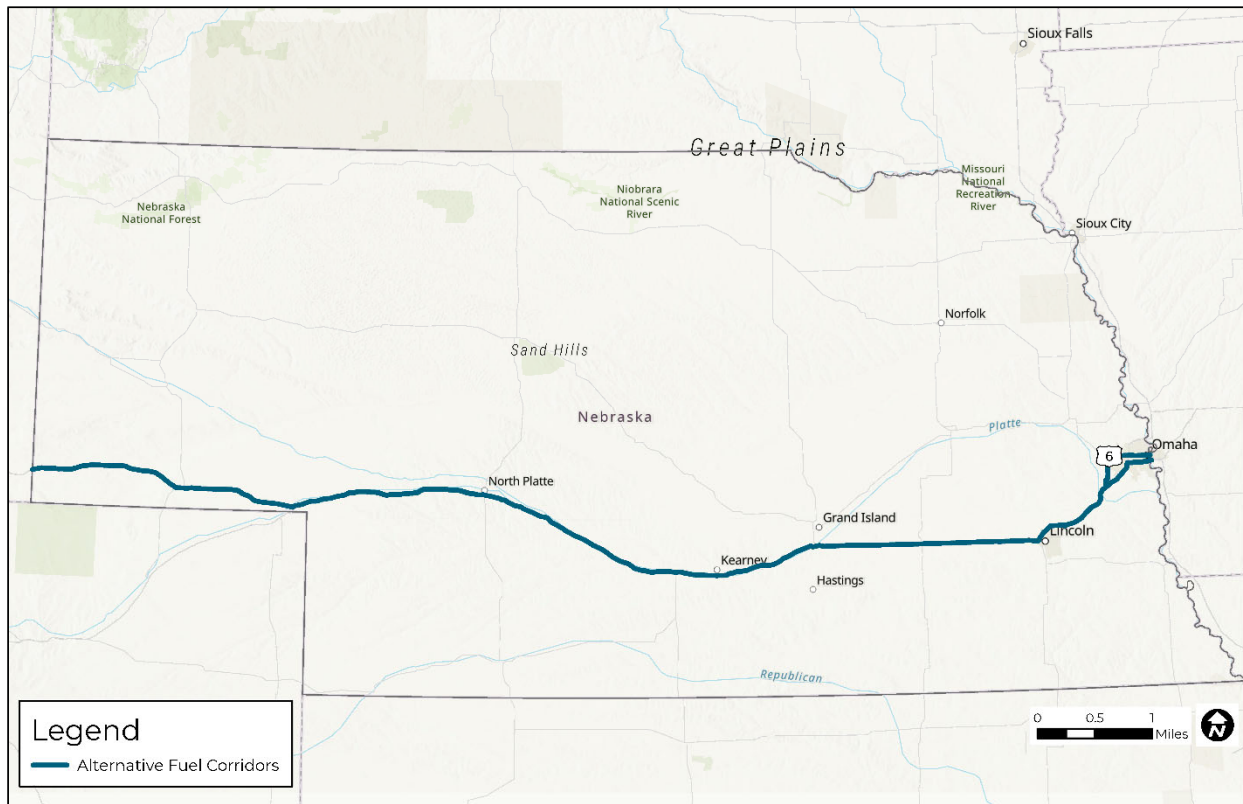 Sioux Falls
Great Plains
Missouri
National
Recreation
River
Niobrara
National Scenic
River
Nebraska
National Forest
Sioux City
Norfolk
Sand Hills
Nebraska
Platte
Omaha
6
North Platte
Grand Island
Lincoln
Kearney
Hastings
Republican
Legend
Alternative Fuel Corridors
0 0.5 1
Miles
N